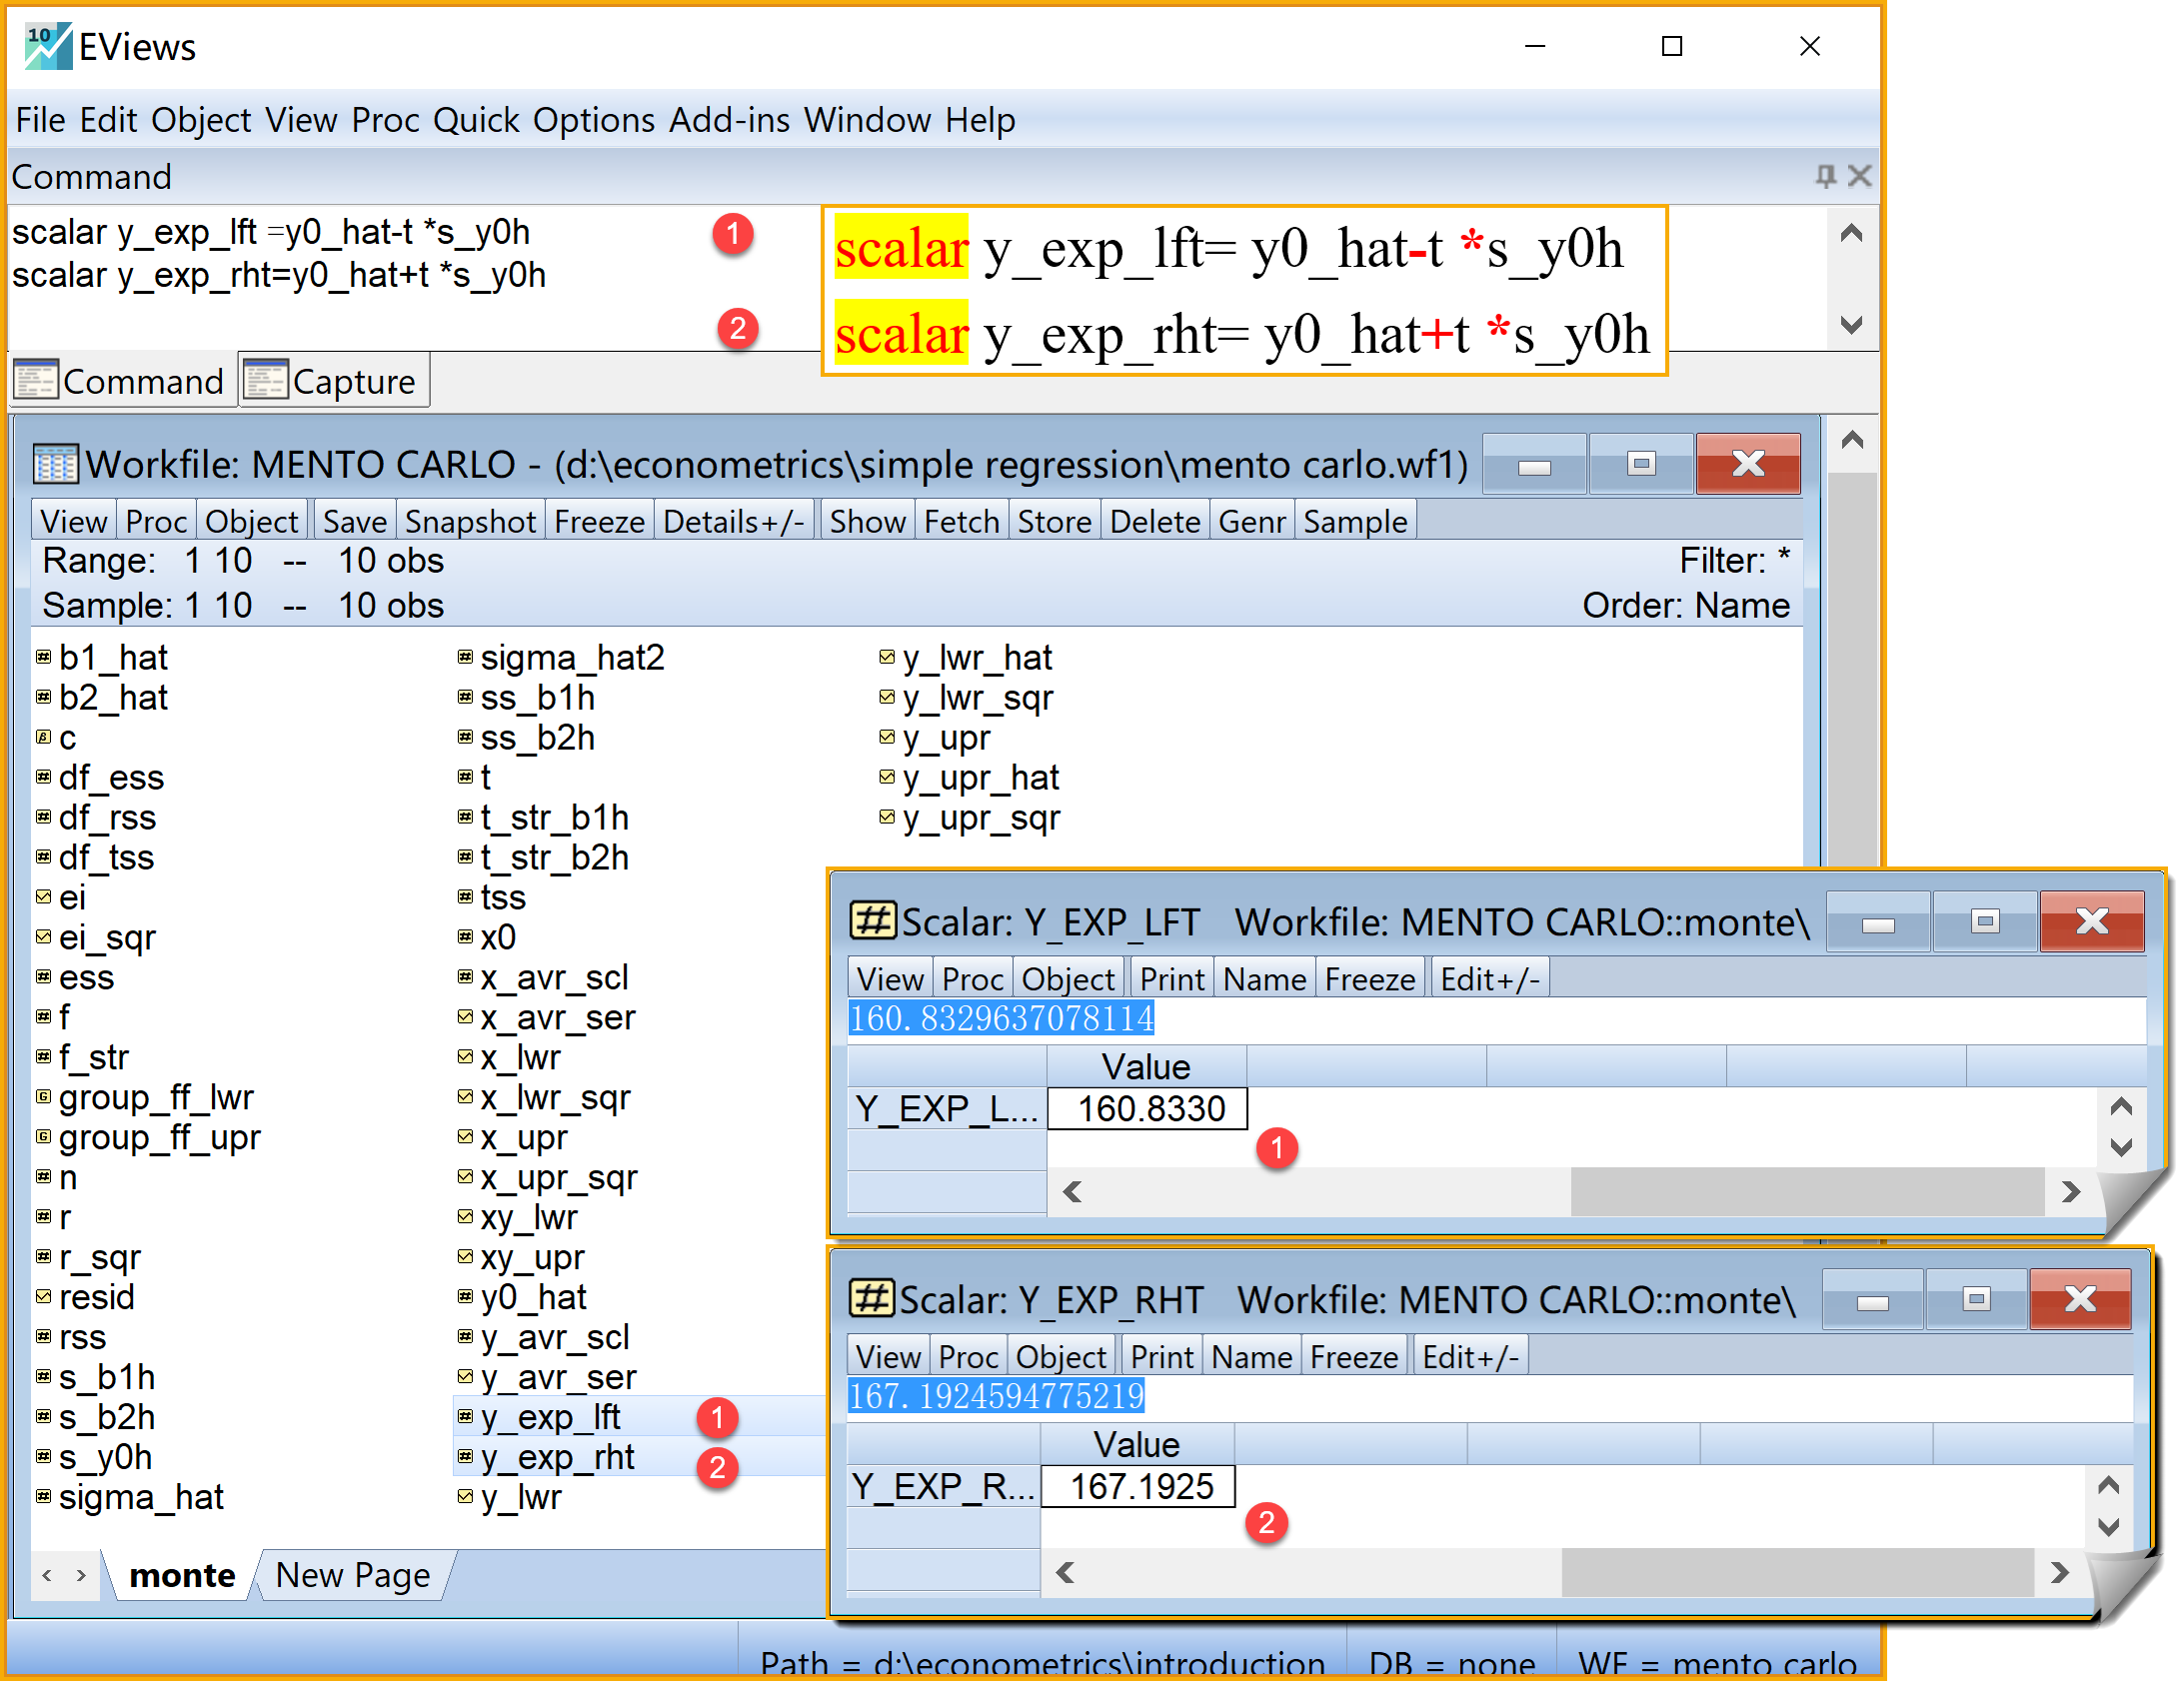 10 EViews
File Edit Object View Proc Quick Options Add-ins Window Help
Command
scalar y_exp_lft =y0_hat-t *s_y0h
scalar y_exp_rht=y0_hat+t *s_y0h
1 scalar y_exp_lft= y0_hat-t *s_y0h
2 scalar y_exp_rht= y0_hat+t *s_y0h
Command Capture
Workfile: MENTO CARLO - (d:\econometrics\simple regression\mento carlo.wf1)
View Proc Object Save Snapshot Freeze Details+/- Show Fetch Store Delete Genr Sample
Range: 1 10 -- 10 obs Filter: *
Sample: 1 10 -- 10 obs Order: Name
b1_hat
b2_hat
c
df_ess
df_rss
df_tss
ei
ei_sqr
ess
f
f_str
group_ff_lwr
group_ff_upr
n
r
r_sqr
resid
rss
s_b1h
s_b2h
s_y0h
sigma_hat
sigma_hat2
ss_b1h
ss_b2h
t
t_str_b1h
t_str_b2h
tss
x0
x_avr_scl
x_avr_ser
x_lwr
x_lwr_sqr
x_upr
x_upr_sqr
xy_lwr
xy_upr
y0_hat
y_avr_scl
y_avr_ser
y_exp_lft 1
y_exp_rht 2
y_lwr
y_lwr_hat
y_lwr_sqr
y_upr
y_upr_hat
y_upr_sqr
Scalar: Y_EXP_LFT Workfile: MENTO CARLO::monte\
View Proc Object Print Name Freeze Edit+/-
160.8329637078114
Value
Y_EXP_L... 160.8330
1
Scalar: Y_EXP_RHT Workfile: MENTO CARLO::monte\
View Proc Object Print Name Freeze Edit+/-
167.1924594775219
Value
Y_EXP_R... 167.1925
2
monte New Page
Path = d:\econometrics\introduction DB = none WF = mento carlo